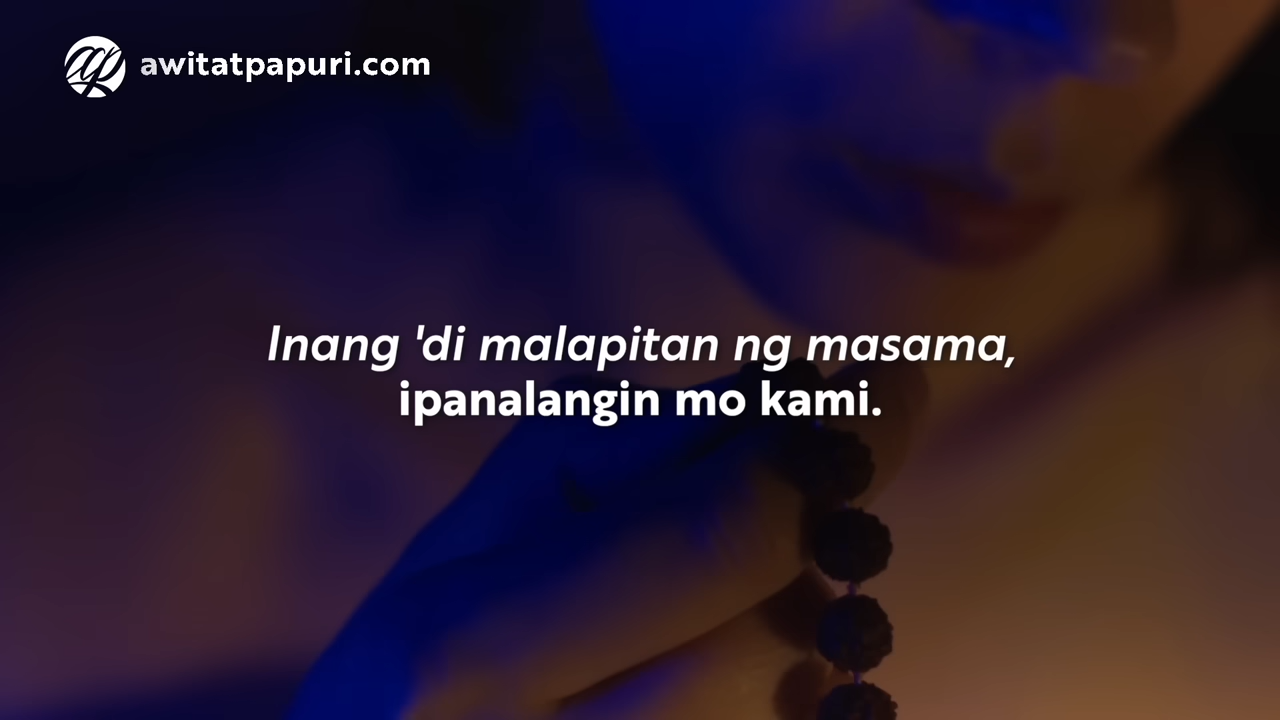 awitatpapuri.com
Inang 'di malapitan ng masama,
ipanalangin mo kami.